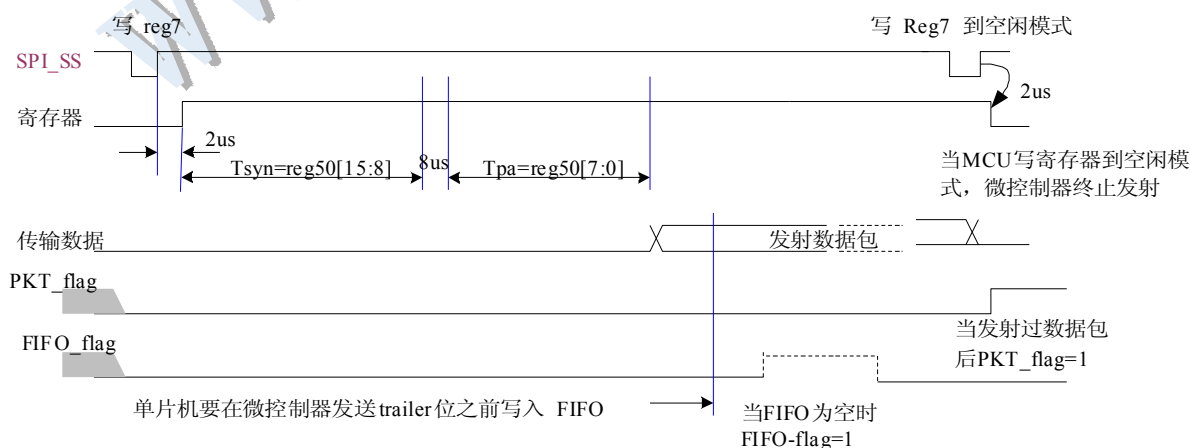 写 reg7
写 Reg7 到空闲模式
SPI_SS
2us
寄存器
2us
Tsyn=reg50[15:8]
8us
Tpa=reg50[7:0]
当MCU写寄存器到空闲模
式，微控制器终止发射
传输数据
发射数据包
PKT_flag
当发射过数据包
后PKT_flag=1
FIFO_flag
单片机要在微控制器发送trailer位之前写入 FIFO
当FIFO为空时
FIFO-flag=1